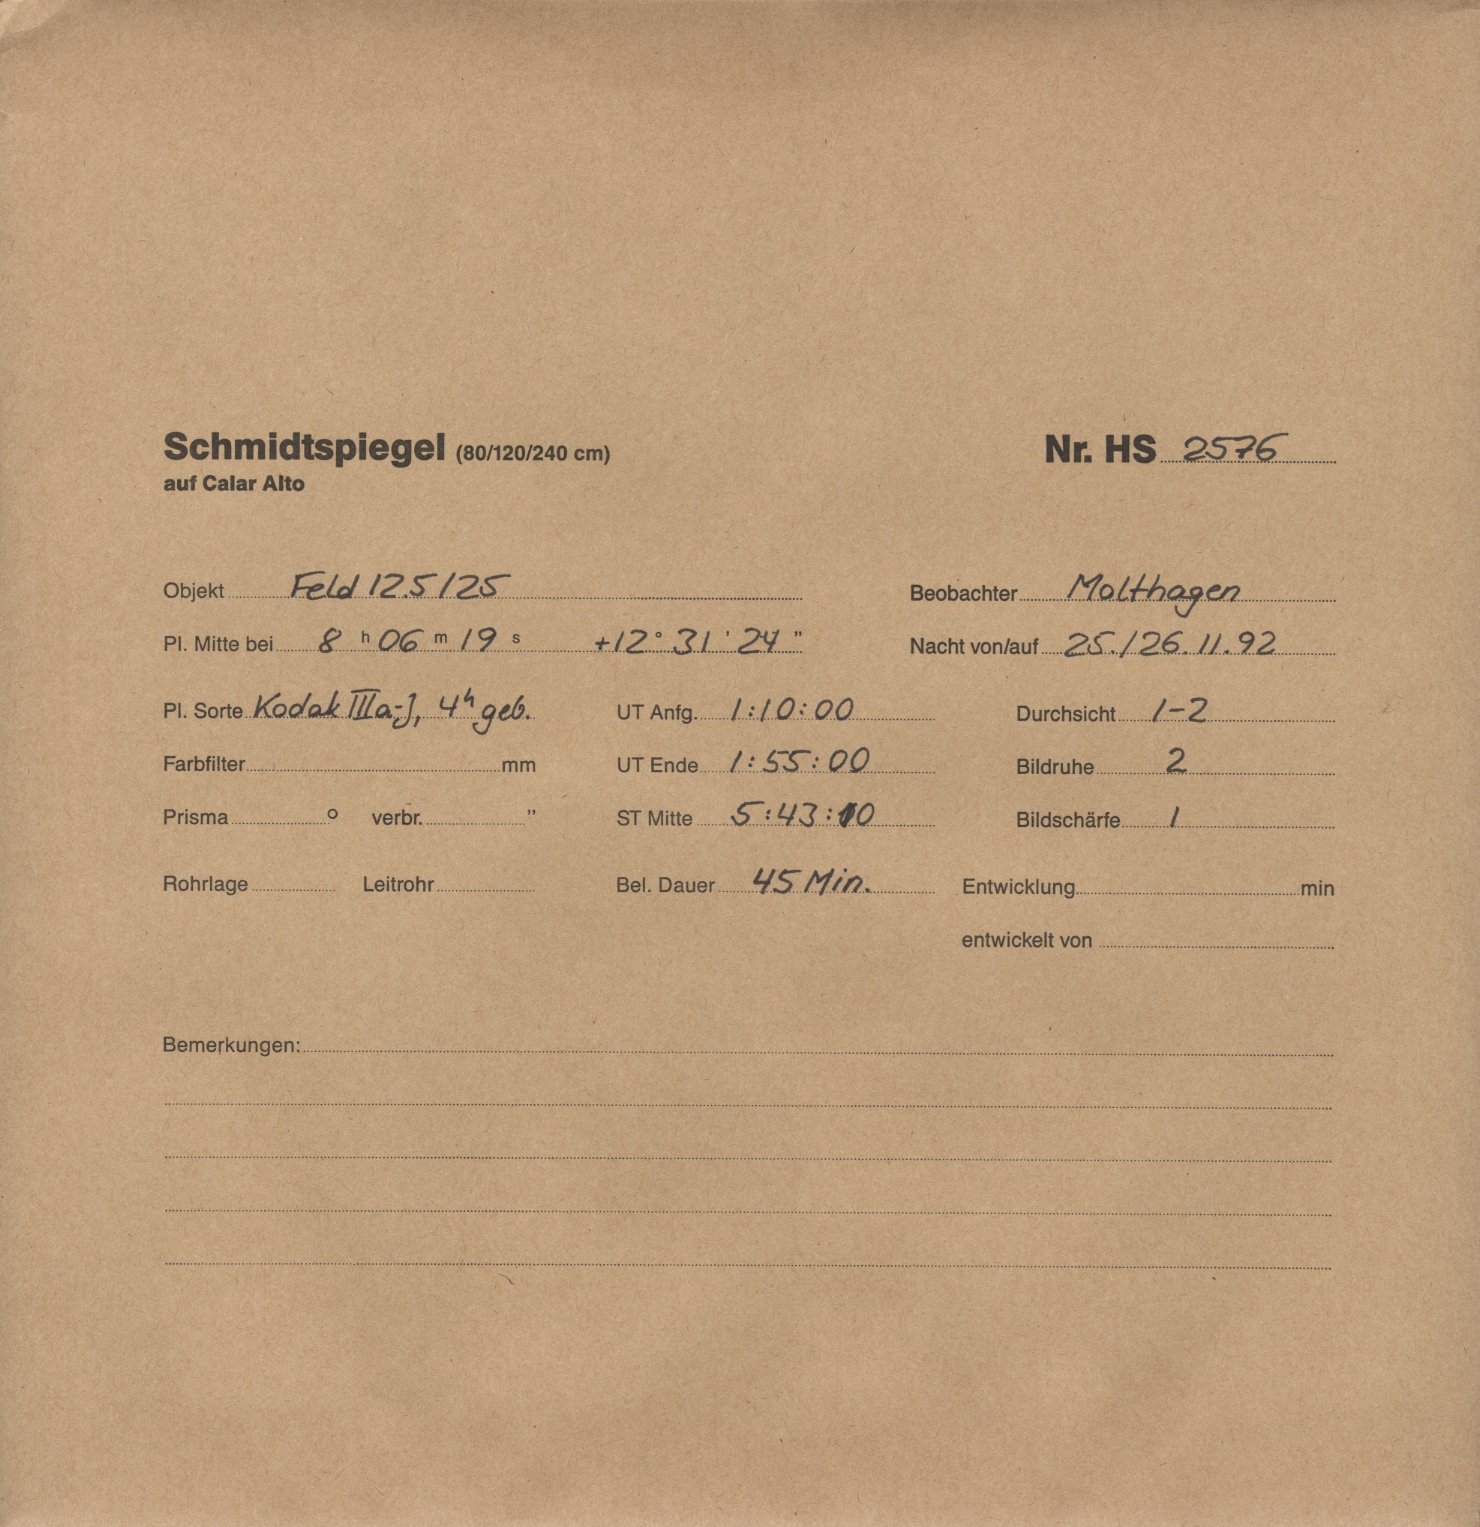 Schmidtspiegel (80/120/240 cm) Nr. HS 2576
auf Calar Alto
Objekt Feld 12.5/25 Beobachter Molthagen
Pl. Mitte bei 8 h 06 m 19 s +12° 31' 24" Nacht von/auf 25./26.11.92
Pl. Sorte Kodak IIIa-J, 4h geb. UT Anfg. 1:10:00 Durchsicht 1-2
Farbfilter mm UT Ende 1:55:00 Bildruhe 2
Prisma ° verbr. " ST Mitte 5:43:10 Bildschärfe 1
Rohrlage Leitrohr Bel. Dauer 45 Min. Entwicklung min
entwickelt von
Bemerkungen: